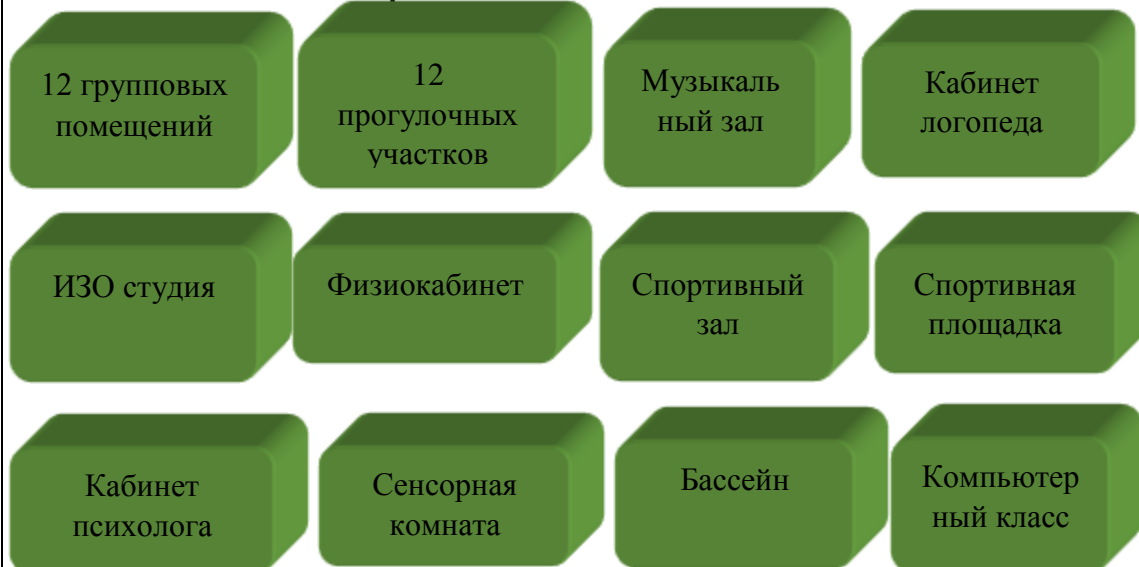 12 групповых
помещений
12
прогулочных
участков
Музыкаль
ный зал
Кабинет
логопеда
ИЗО студия
Физиокабинет
Спортивный
зал
Спортивная
площадка
Кабинет
психолога
Сенсорная
комната
Бассейн
Компьютер
ный класс